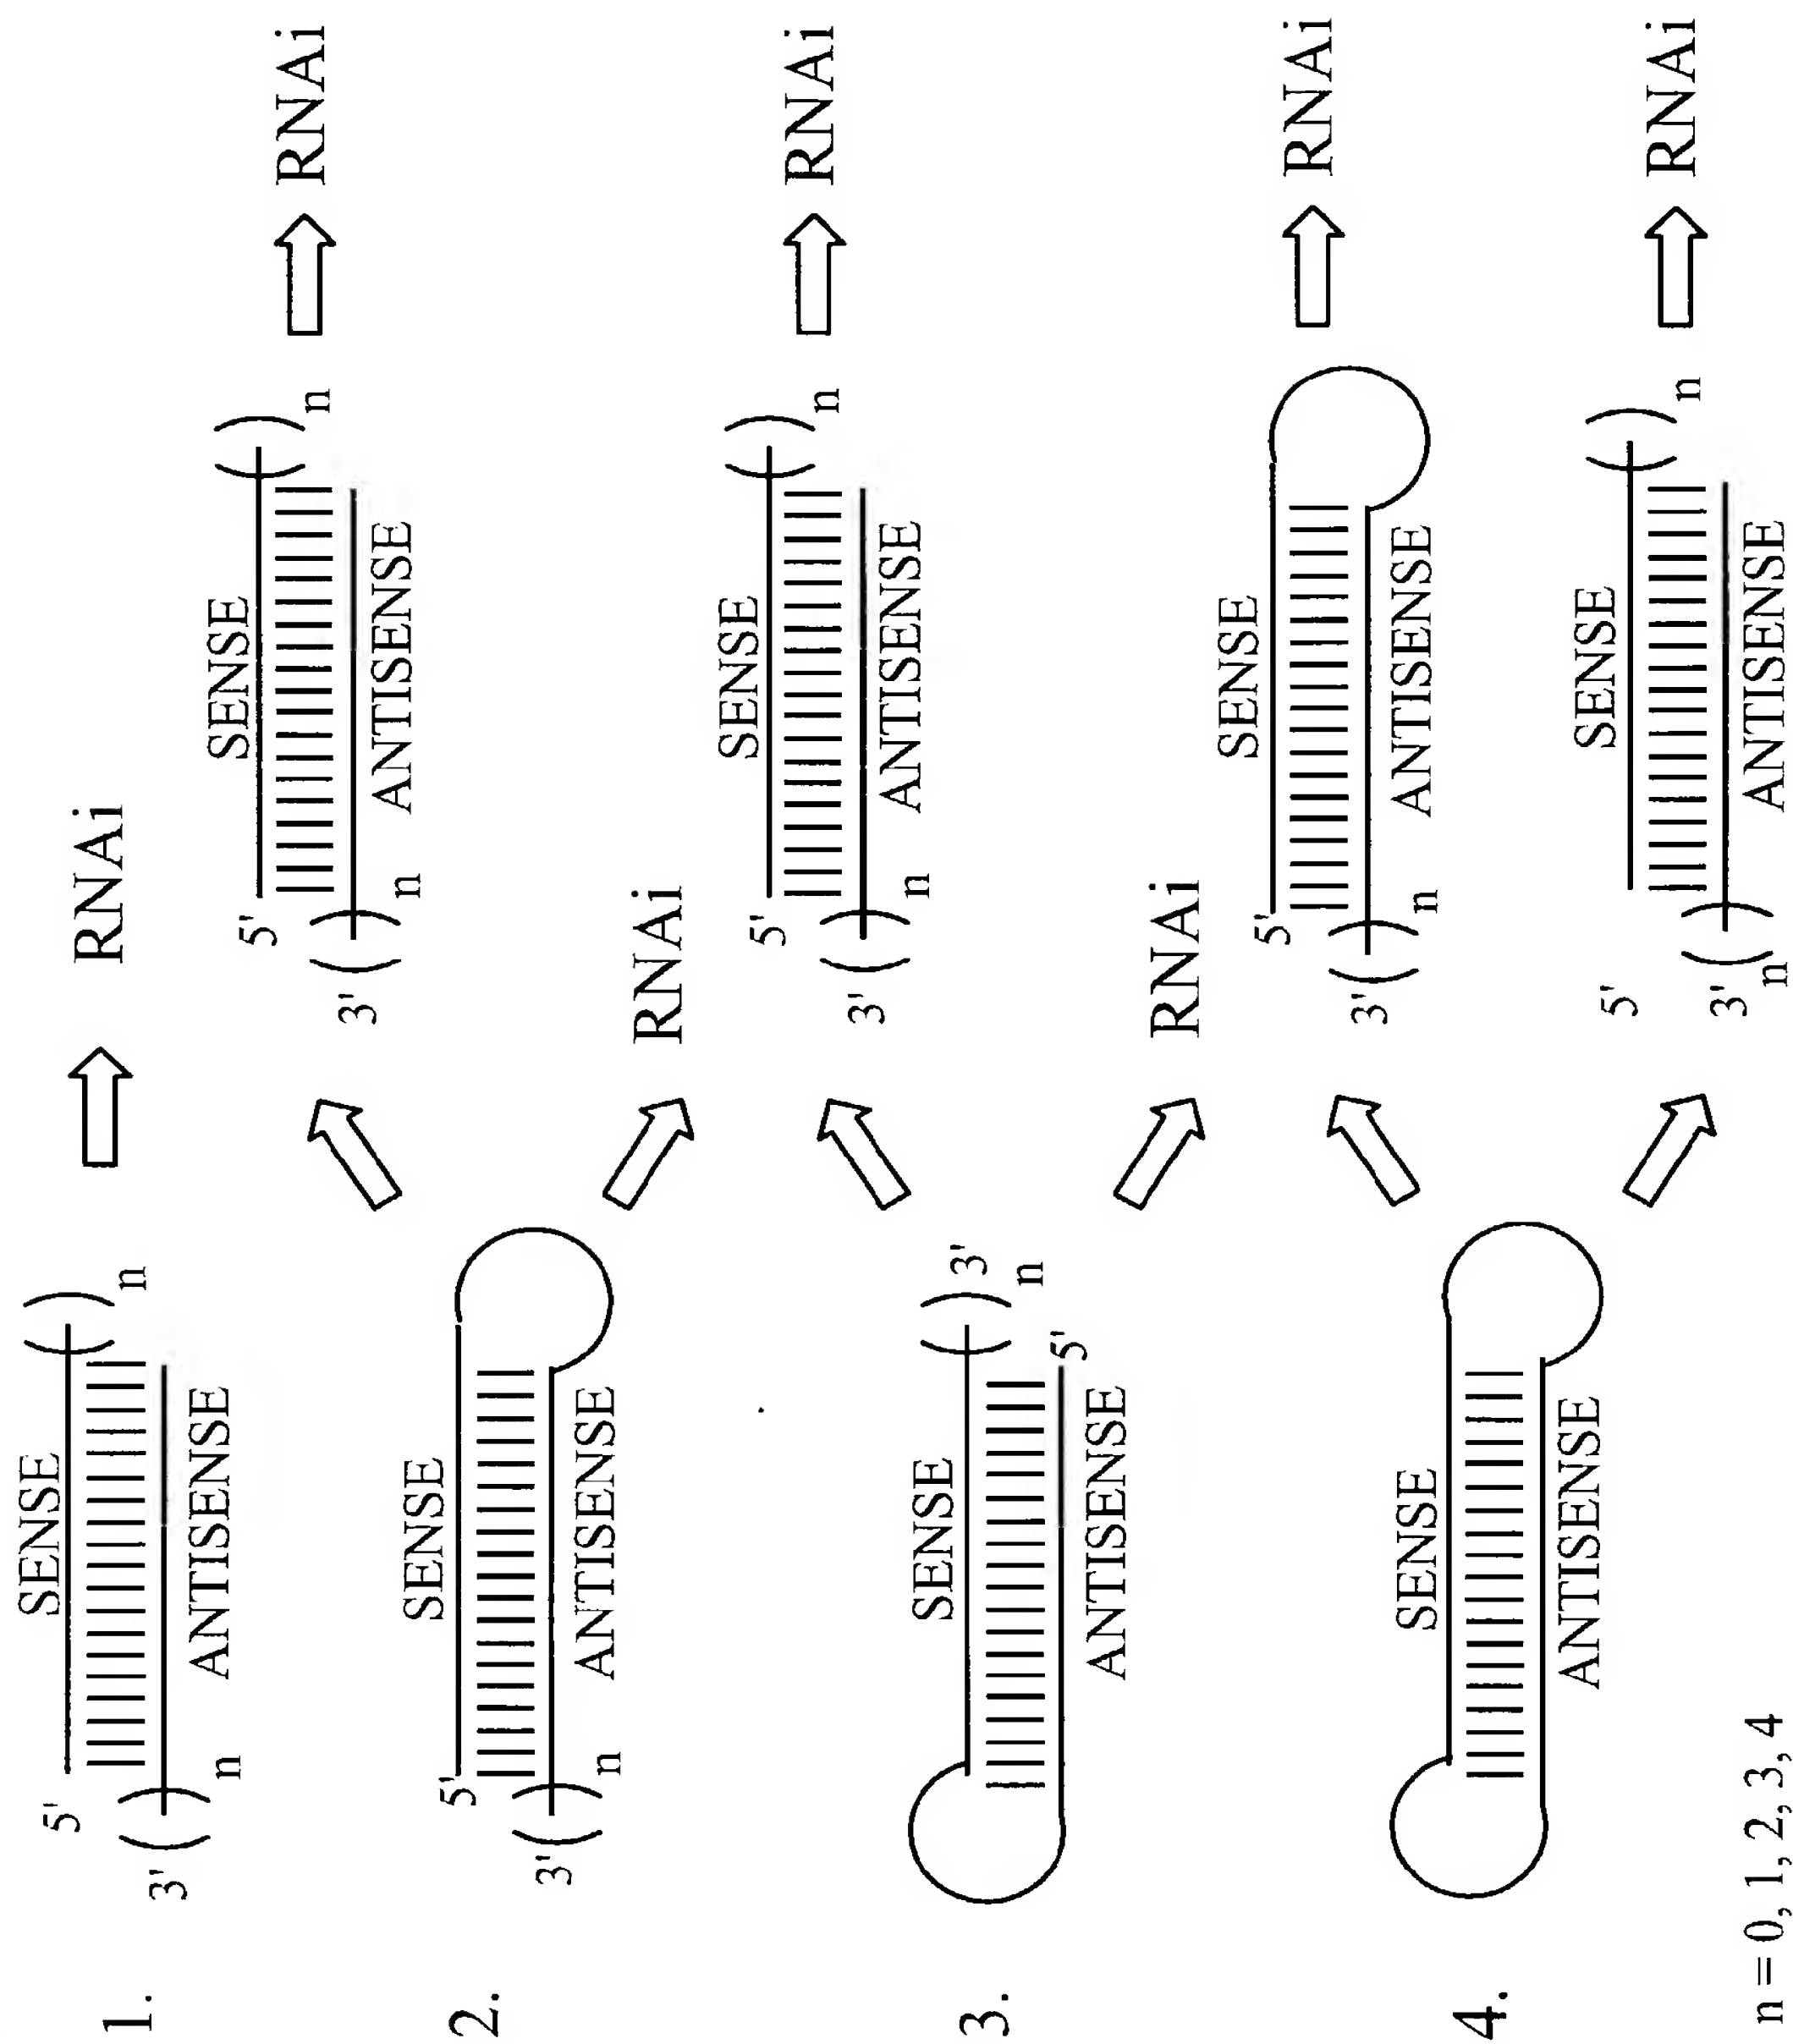 1.
SENSE
5'
n
3'
n
ANTISENSE
RNAi
2.
SENSE
5'
3'
n
ANTISENSE
SENSE
5'
n
3'
n
ANTISENSE
RNAi
RNAi
3.
SENSE
3'
n
5'
ANTISENSE
SENSE
5'
n
3'
n
ANTISENSE
RNAi
RNAi
4.
SENSE
ANTISENSE
SENSE
5'
3'
n
ANTISENSE
RNAi
SENSE
5'
n
3'
n
ANTISENSE
RNAi
n = 0, 1, 2, 3, 4